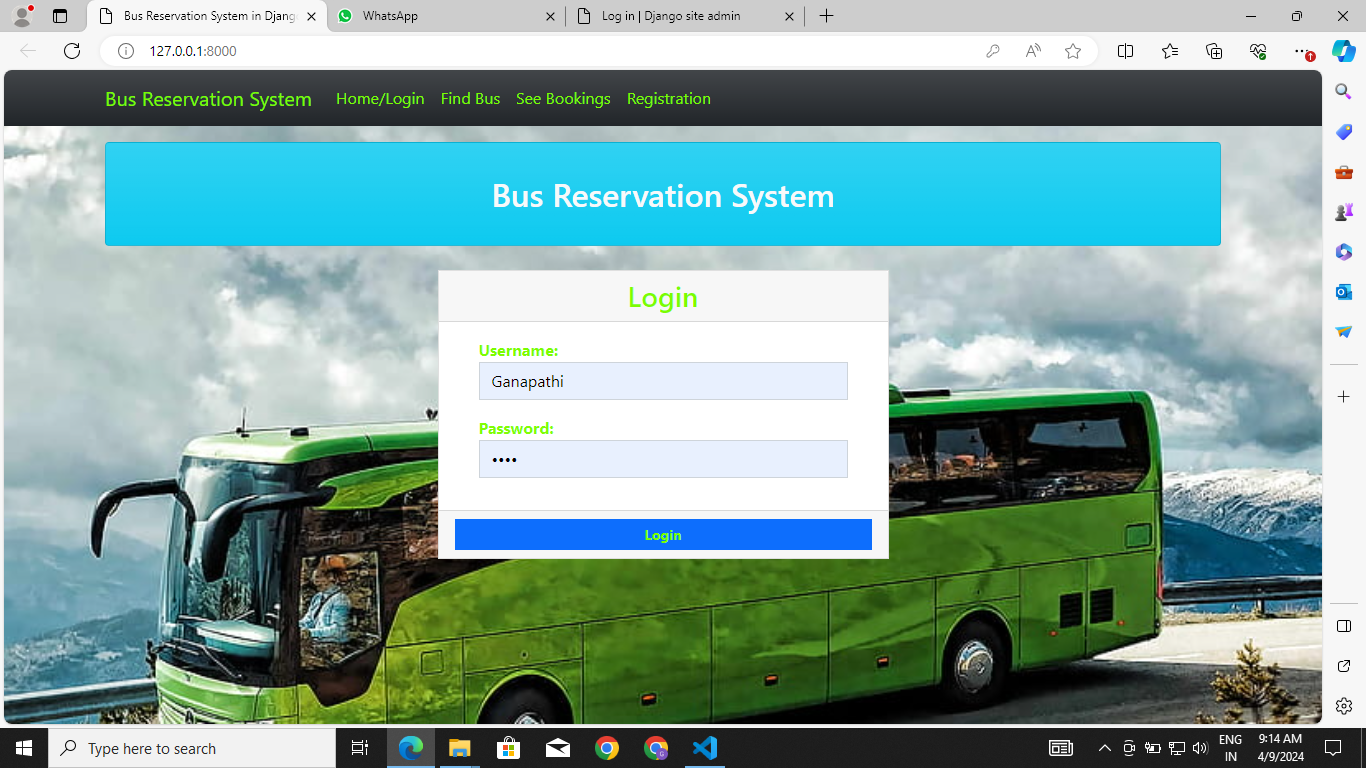 Bus Reservation System in Djang
WhatsApp
Log in | Django site admin
127.0.0.1:8000
Bus Reservation System
Home/Login
Find Bus
See Bookings
Registration
Bus Reservation System
Login
Username:
Ganapathi
Password:
••••
Login
Type here to search
ENG
IN
9:14 AM
4/9/2024